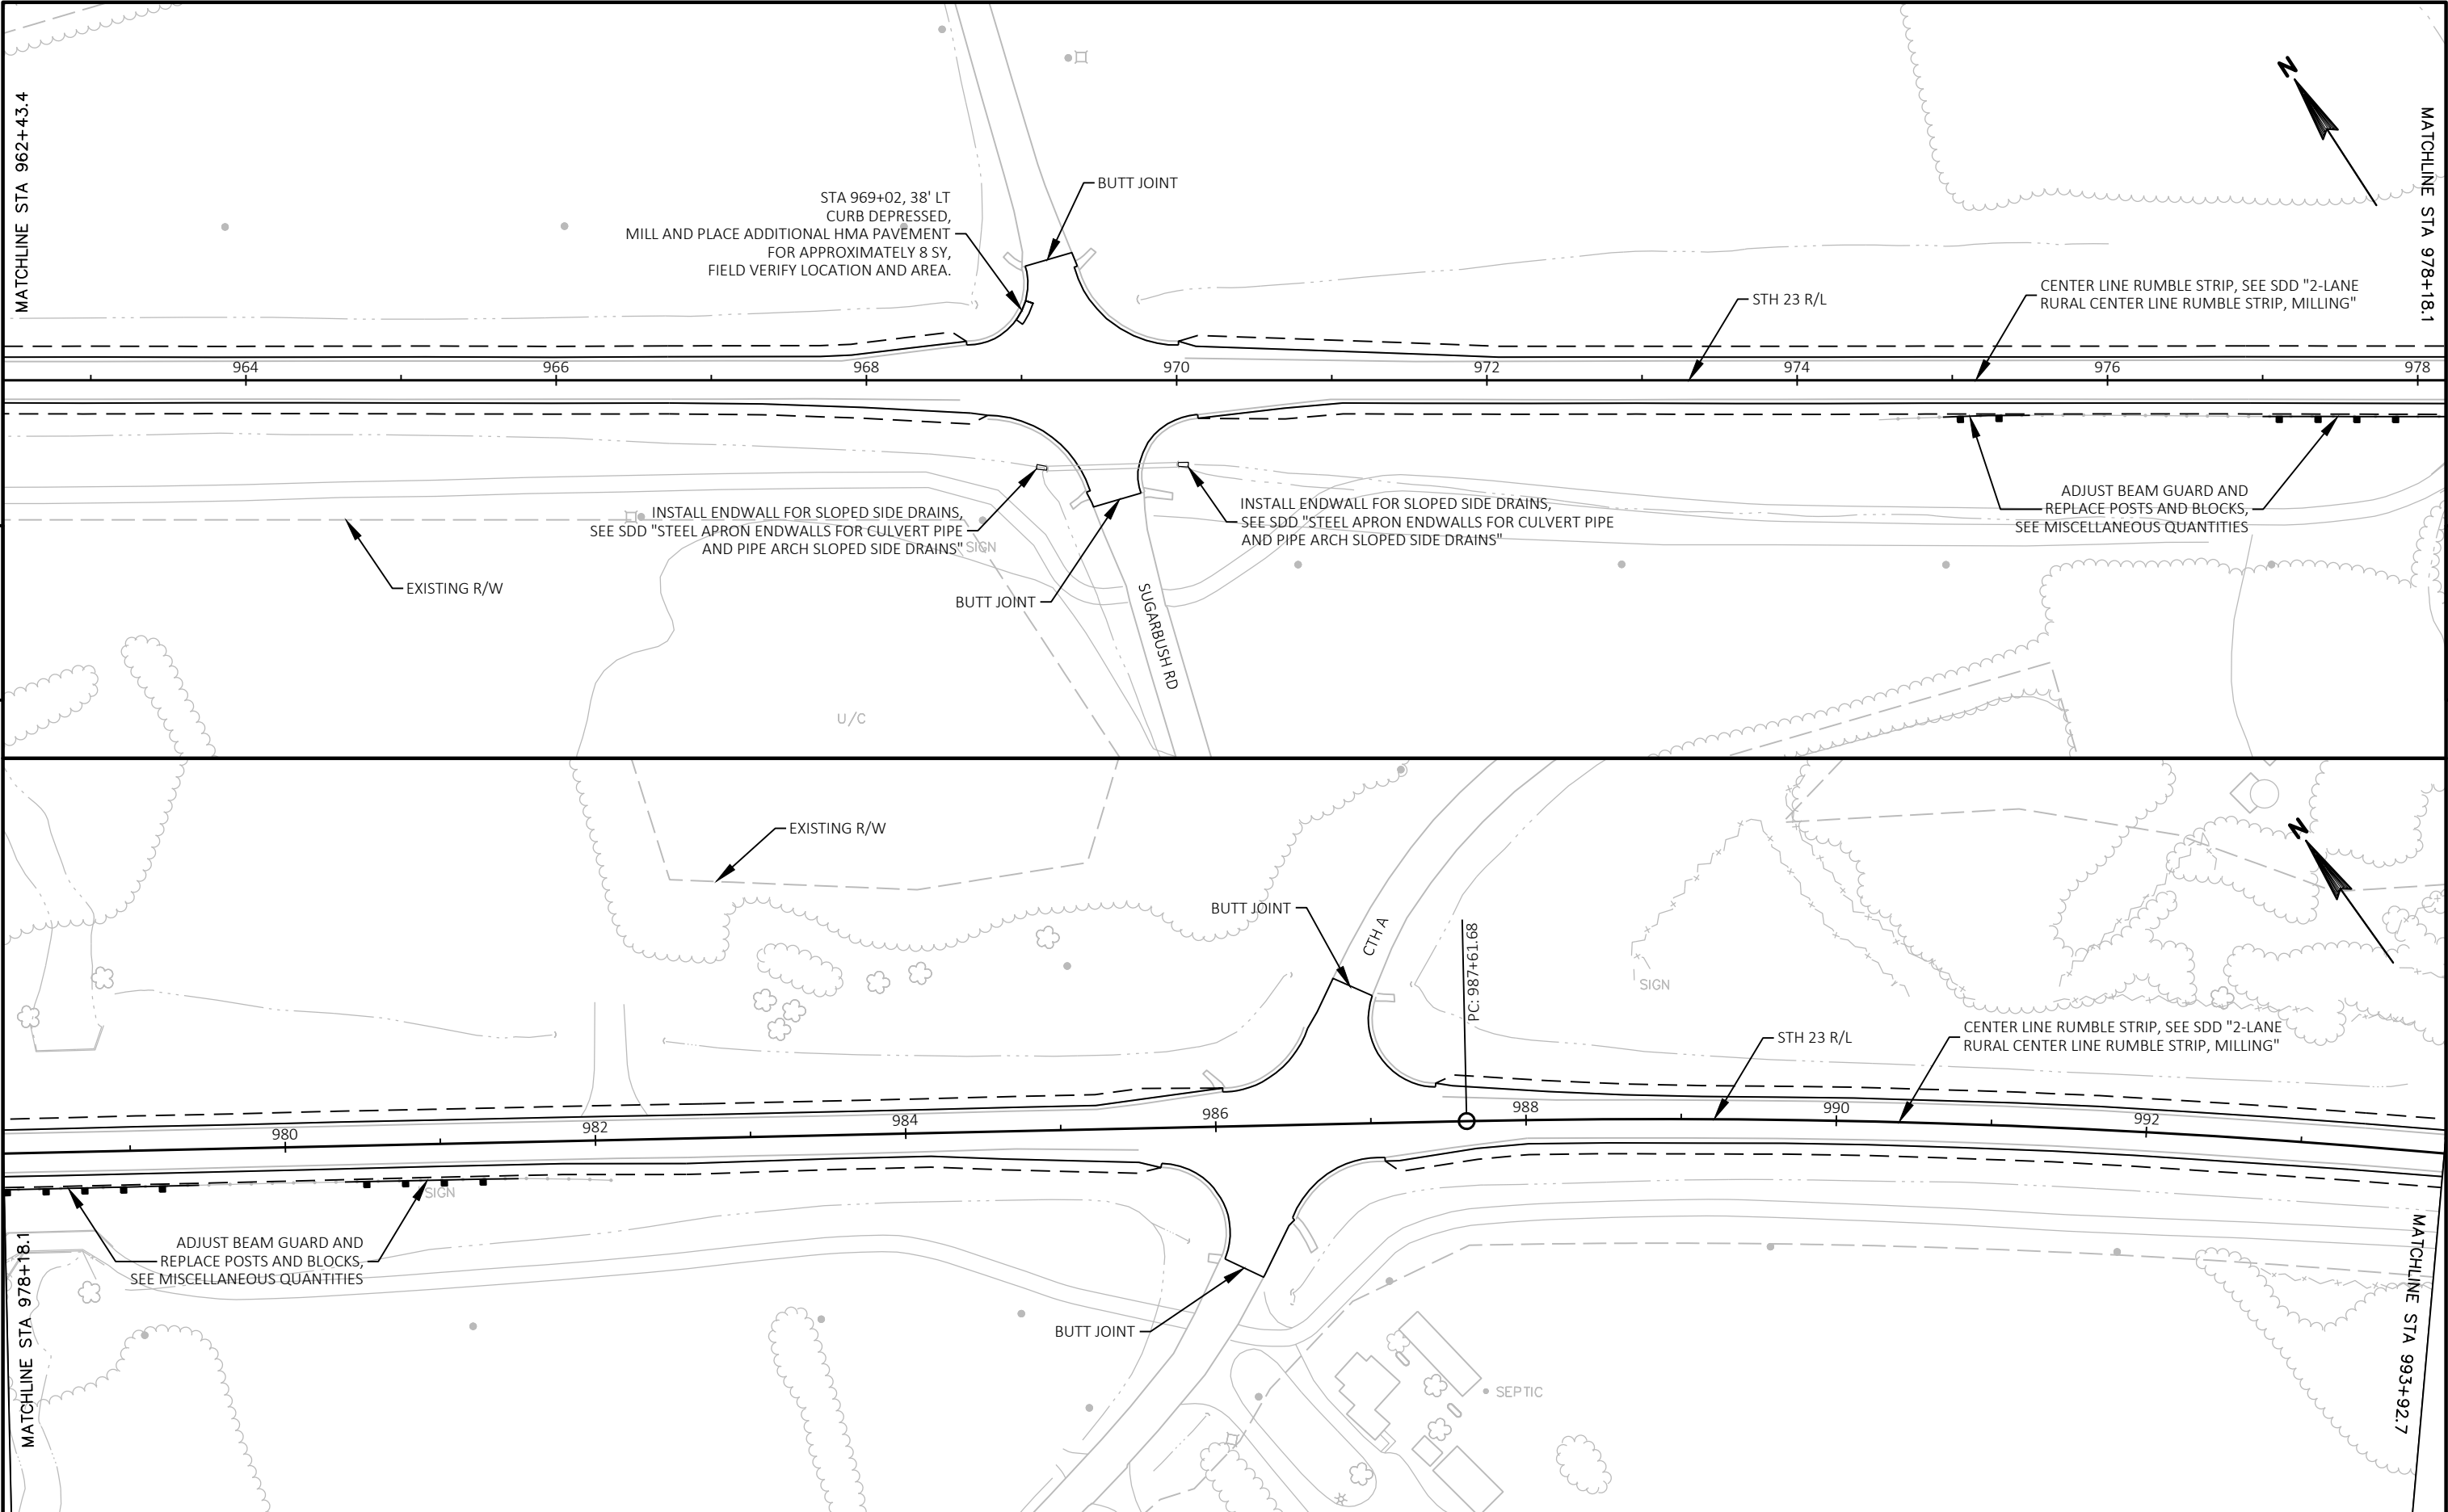 MATCHLINE STA 962+43.4
N
MATCHLINE STA 978+18.1
BUTT JOINT
STA 969+02, 38' LT
CURB DEPRESSED,
MILL AND PLACE ADDITIONAL HMA PAVEMENT
FOR APPROXIMATELY 8 SY,
FIELD VERIFY LOCATION AND AREA.
STH 23 R/L
CENTER LINE RUMBLE STRIP, SEE SDD "2-LANE
RURAL CENTER LINE RUMBLE STRIP, MILLING"
964
966
968
970
972
974
976
978
INSTALL ENDWALL FOR SLOPED SIDE DRAINS,
SEE SDD "STEEL APRON ENDWALLS FOR CULVERT PIPE
AND PIPE ARCH SLOPED SIDE DRAINS"
SIGN
INSTALL ENDWALL FOR SLOPED SIDE DRAINS,
SEE SDD "STEEL APRON ENDWALLS FOR CULVERT PIPE
AND PIPE ARCH SLOPED SIDE DRAINS"
ADJUST BEAM GUARD AND
REPLACE POSTS AND BLOCKS,
SEE MISCELLANEOUS QUANTITIES
EXISTING R/W
BUTT JOINT
SUGARBUSH RD
U/C
EXISTING R/W
N
BUTT JOINT
CTH A
PC: 987+61.68
SIGN
STH 23 R/L
CENTER LINE RUMBLE STRIP, SEE SDD "2-LANE
RURAL CENTER LINE RUMBLE STRIP, MILLING"
980
982
984
986
988
990
992
SIGN
ADJUST BEAM GUARD AND
REPLACE POSTS AND BLOCKS,
SEE MISCELLANEOUS QUANTITIES
MATCHLINE STA 978+18.1
BUTT JOINT
SEPTIC
MATCHLINE STA 993+92.7